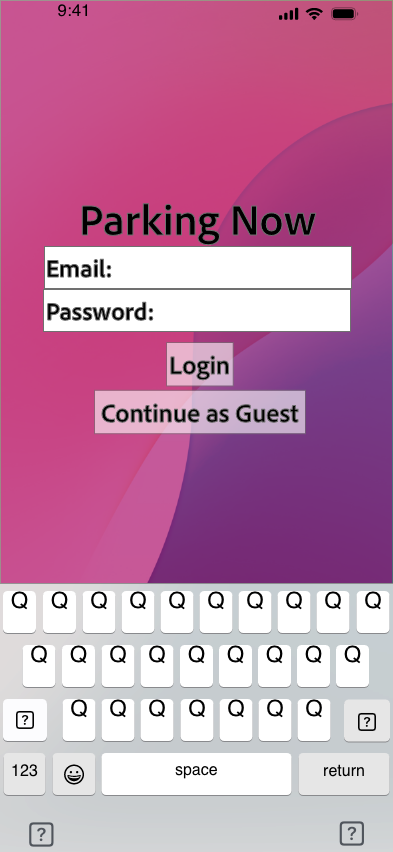 9:41
Parking Now
Email:
Password:
Login
Continue as Guest
Q Q Q Q Q Q Q Q Q Q
Q Q Q Q Q Q Q Q Q
? Q Q Q Q Q Q Q ?
123 space return
? ?